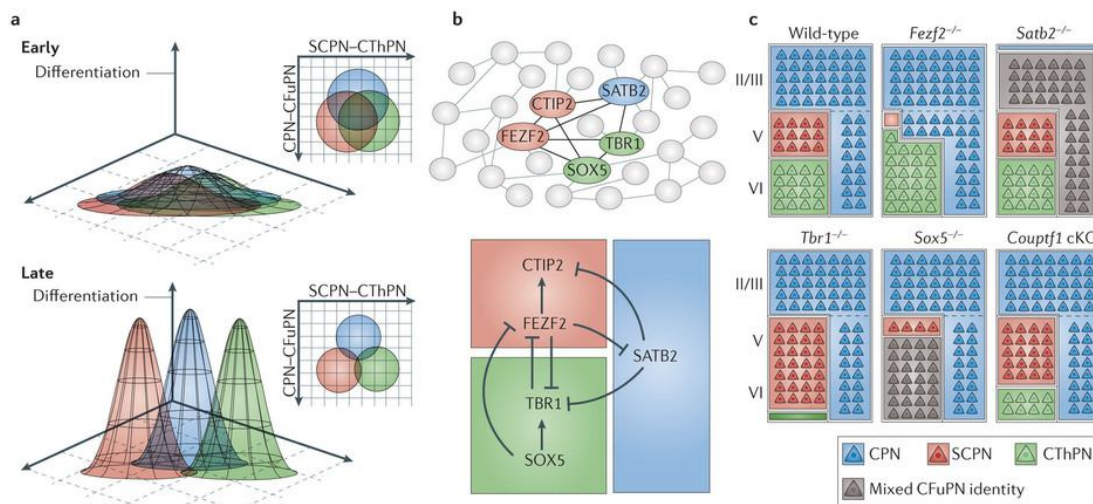 a
Early
Differentiation
SCPN–CThPN
CPN–CFuPN
Late
Differentiation
SCPN–CThPN
CPN–CFuPN
b
CTIP2
SATB2
FEZF2
TBR1
SOX5
CTIP2
FEZF2
SATB2
TBR1
SOX5
c
Wild-type
Fezf2–/–
Satb2–/–
II/III
V
VI
Tbr1–/–
Sox5–/–
Couptf1 cKO
II/III
V
VI
CPN
SCPN
CThPN
Mixed CFuPN identity